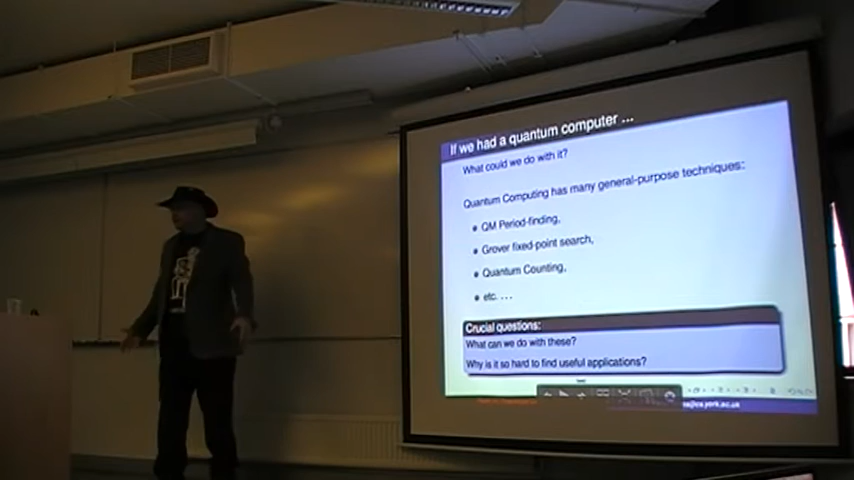 If we had a quantum computer ...
What could we do with it?
Quantum Computing has many general-purpose techniques:
QM Period-finding,
Grover fixed-point search,
Quantum Counting,
etc. ...
Crucial questions:
What can we do with these?
Why is it so hard to find useful applications?